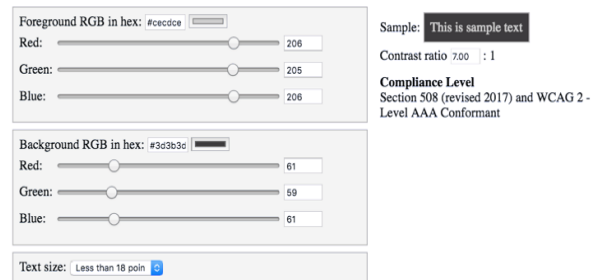 Foreground RGB in hex: #cecdce
Red: 206
Green: 205
Blue: 206
Background RGB in hex: #3d3b3d
Red: 61
Green: 59
Blue: 61
Text size: Less than 18 poin
Sample: This is sample text
Contrast ratio 7.00 : 1
Compliance Level
Section 508 (revised 2017) and WCAG 2 -
Level AAA Conformant